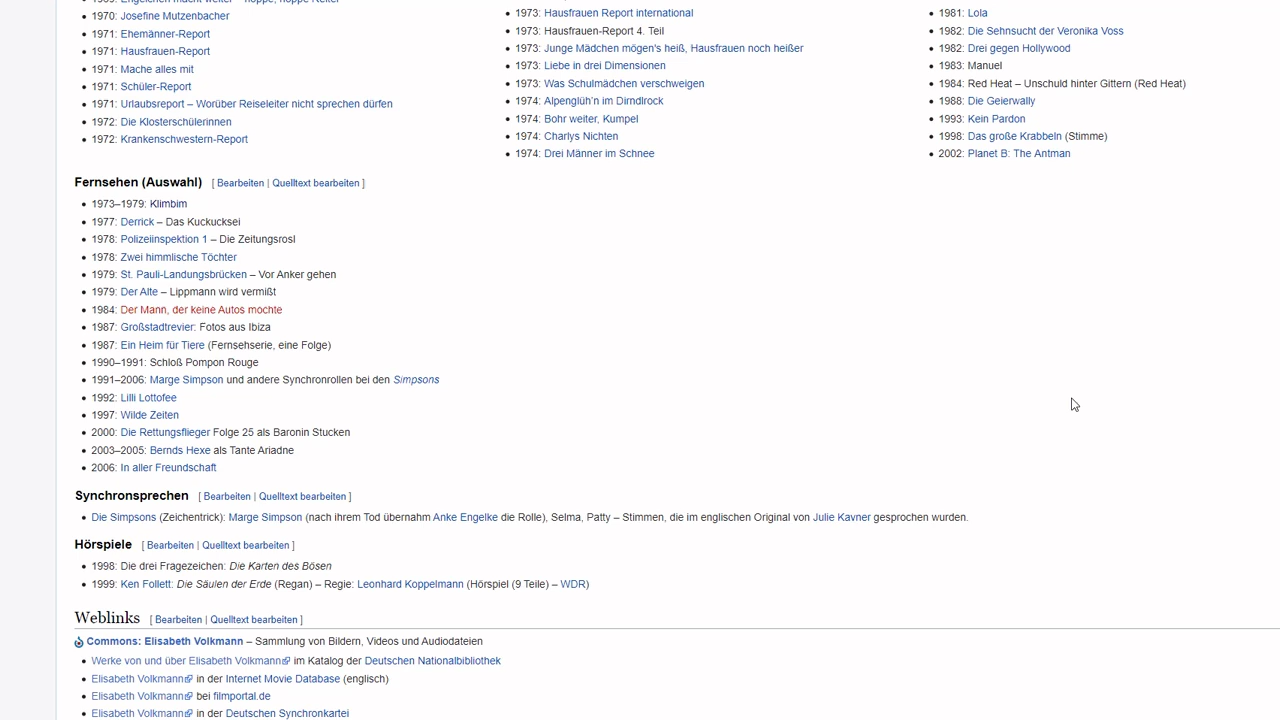 1970: Josefine Mutzenbacher
1971: Ehemänner-Report
1971: Hausfrauen-Report
1971: Mache alles mit
1971: Schüler-Report
1971: Urlaubsreport – Worüber Reiseleiter nicht sprechen dürfen
1972: Die Klosterschülerinnen
1972: Krankenschwestern-Report
1973: Hausfrauen Report international
1973: Hausfrauen-Report 4. Teil
1973: Junge Mädchen mögen's heiß, Hausfrauen noch heißer
1973: Liebe in drei Dimensionen
1973: Was Schulmädchen verschweigen
1974: Alpenglüh'n im Dirndlrock
1974: Bohr weiter, Kumpel
1974: Charlys Nichten
1974: Drei Männer im Schnee
1981: Lola
1982: Die Sehnsucht der Veronika Voss
1982: Drei gegen Hollywood
1983: Manuel
1984: Red Heat – Unschuld hinter Gittern (Red Heat)
1988: Die Geierwally
1993: Kein Pardon
1998: Das große Krabbeln (Stimme)
2002: Planet B: The Antman
Fernsehen (Auswahl) [ Bearbeiten | Quelltext bearbeiten ]
1973–1979: Klimbim
1977: Derrick – Das Kuckucksei
1978: Polizeiinspektion 1 – Die Zeitungsrosl
1978: Zwei himmlische Töchter
1979: St. Pauli-Landungsbrücken – Vor Anker gehen
1979: Der Alte – Lippmann wird vermißt
1984: Der Mann, der keine Autos mochte
1987: Großstadtrevier: Fotos aus Ibiza
1987: Ein Heim für Tiere (Fernsehserie, eine Folge)
1990–1991: Schloß Pompon Rouge
1991–2006: Marge Simpson und andere Synchronrollen bei den Simpsons
1992: Lilli Lottofee
1997: Wilde Zeiten
2000: Die Rettungsflieger Folge 25 als Baronin Stucken
2003–2005: Bernds Hexe als Tante Ariadne
2006: In aller Freundschaft
Synchronsprechen [ Bearbeiten | Quelltext bearbeiten ]
Die Simpsons (Zeichentrick): Marge Simpson (nach ihrem Tod übernahm Anke Engelke die Rolle), Selma, Patty – Stimmen, die im englischen Original von Julie Kavner gesprochen wurden.
Hörspiele [ Bearbeiten | Quelltext bearbeiten ]
1998: Die drei Fragezeichen: Die Karten des Bösen
1999: Ken Follett: Die Säulen der Erde (Regan) – Regie: Leonhard Koppelmann (Hörspiel (9 Teile) – WDR)
Weblinks [ Bearbeiten | Quelltext bearbeiten ]
Commons: Elisabeth Volkmann – Sammlung von Bildern, Videos und Audiodateien
Werke von und über Elisabeth Volkmann im Katalog der Deutschen Nationalbibliothek
Elisabeth Volkmann in der Internet Movie Database (englisch)
Elisabeth Volkmann bei filmportal.de
Elisabeth Volkmann in der Deutschen Synchronkartei